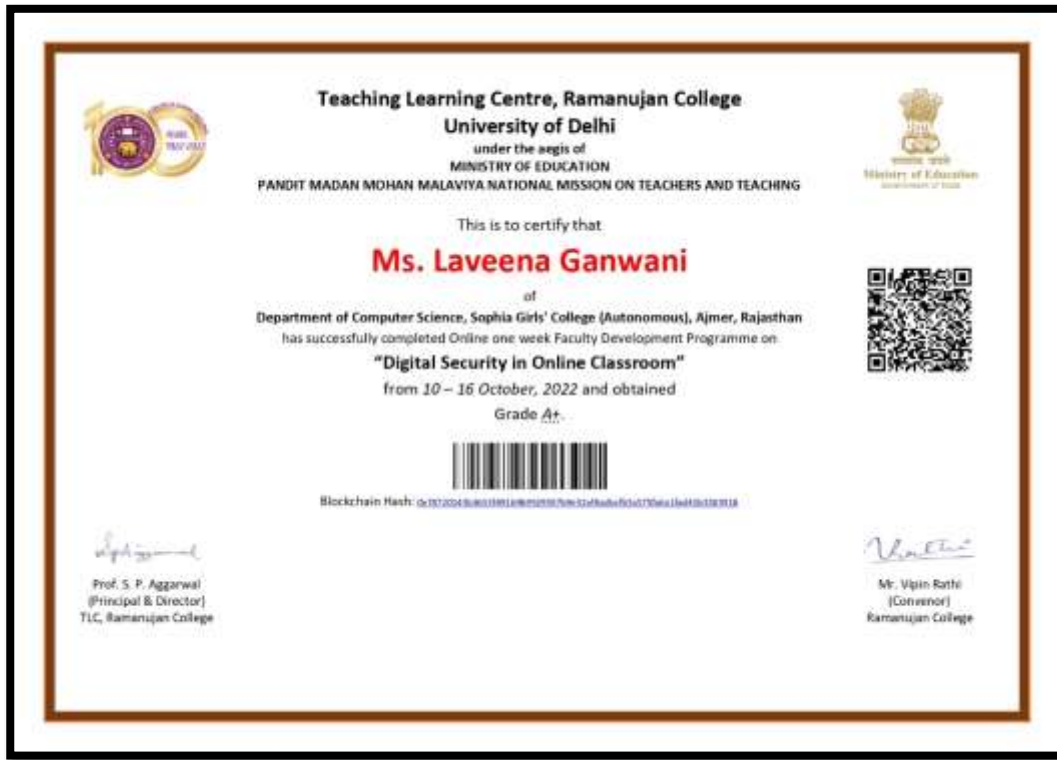 Teaching Learning Centre, Ramanujan College
University of Delhi
under the aegis of
MINISTRY OF EDUCATION
PANDIT MADAN MOHAN MALAVIYA NATIONAL MISSION ON TEACHERS AND TEACHING
Ministry of Education
This is to certify that
Ms. Laveena Ganwani
of
Department of Computer Science, Sophia Girls' College (Autonomous), Ajmer, Rajasthan
has successfully completed Online one week Faculty Development Programme on
"Digital Security in Online Classroom"
from 10 – 16 October, 2022 and obtained
Grade A+.
Blockchain Hash:
Prof. S. P. Aggarwal
(Principal & Director)
TLC, Ramanujan College
Mr. Vipin Rathi
(Convenor)
Ramanujan College